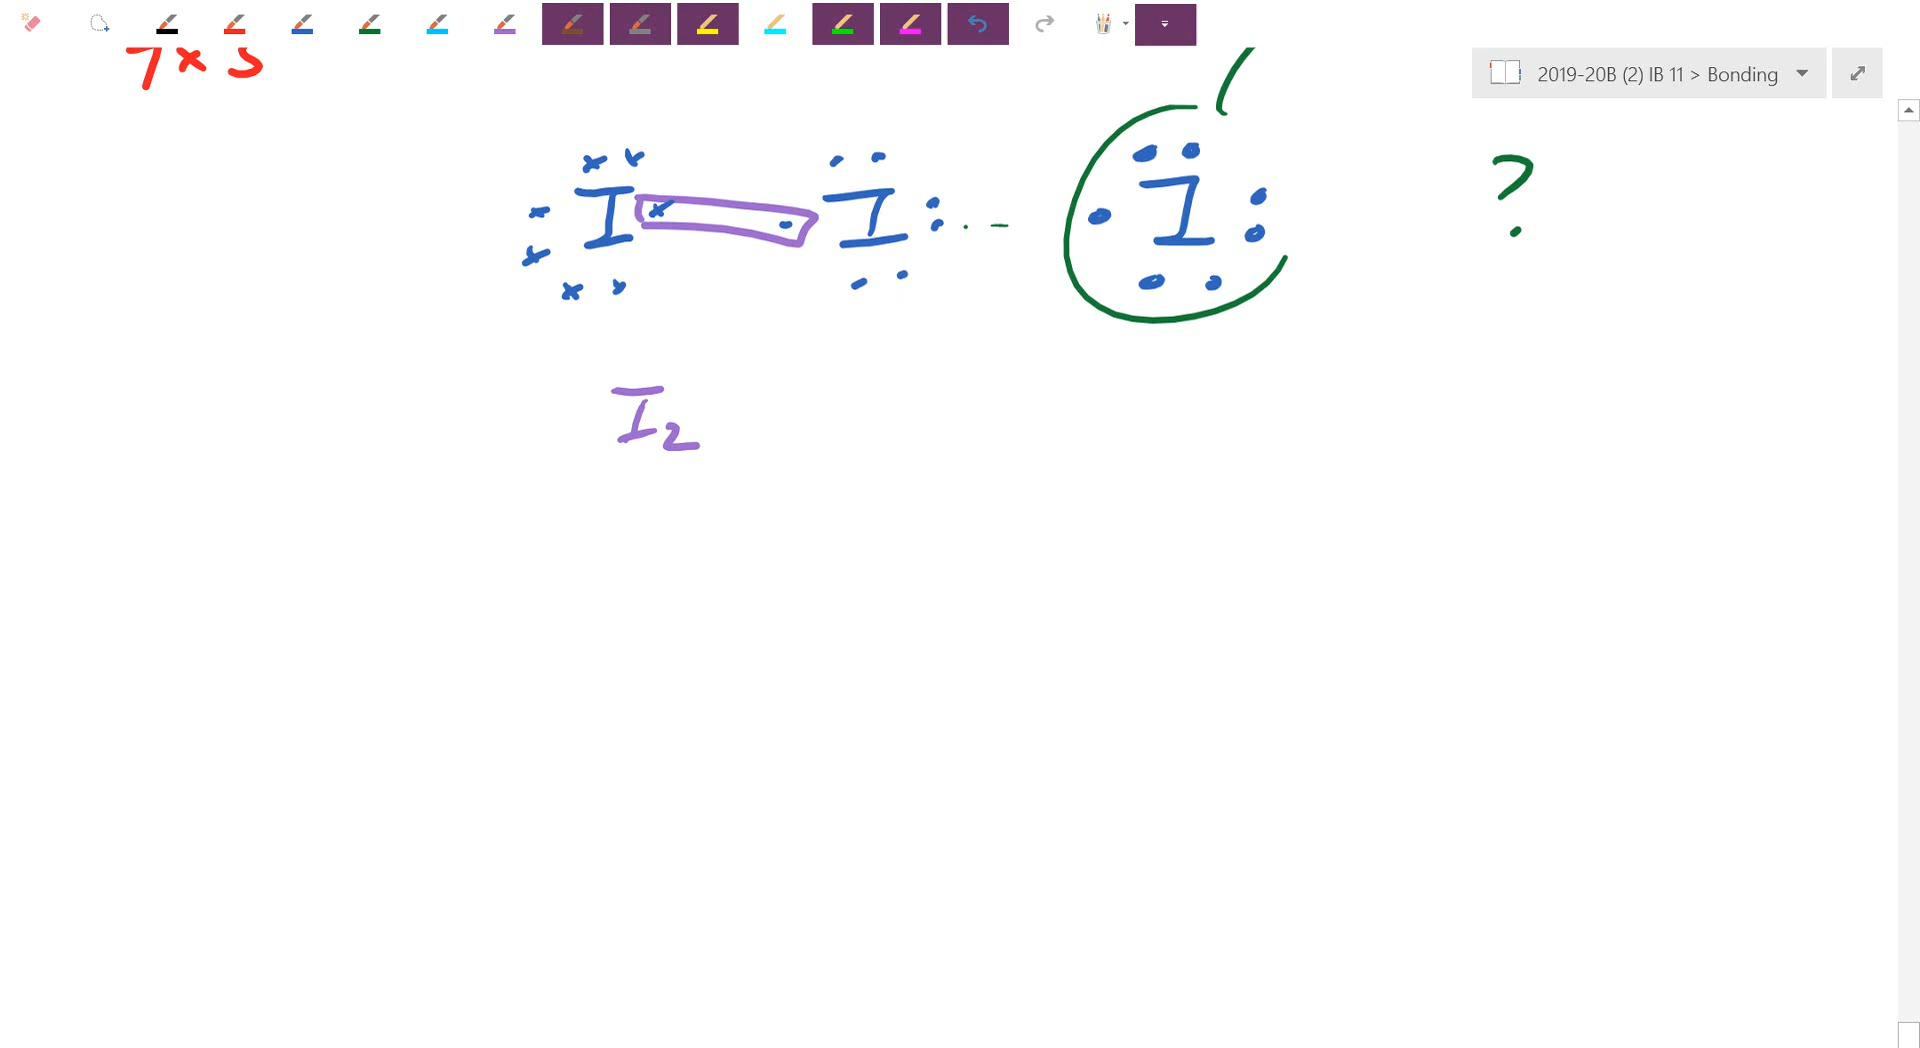 7 × 5
2019-20B (2) IB 11 > Bonding
I I I ?
I₂